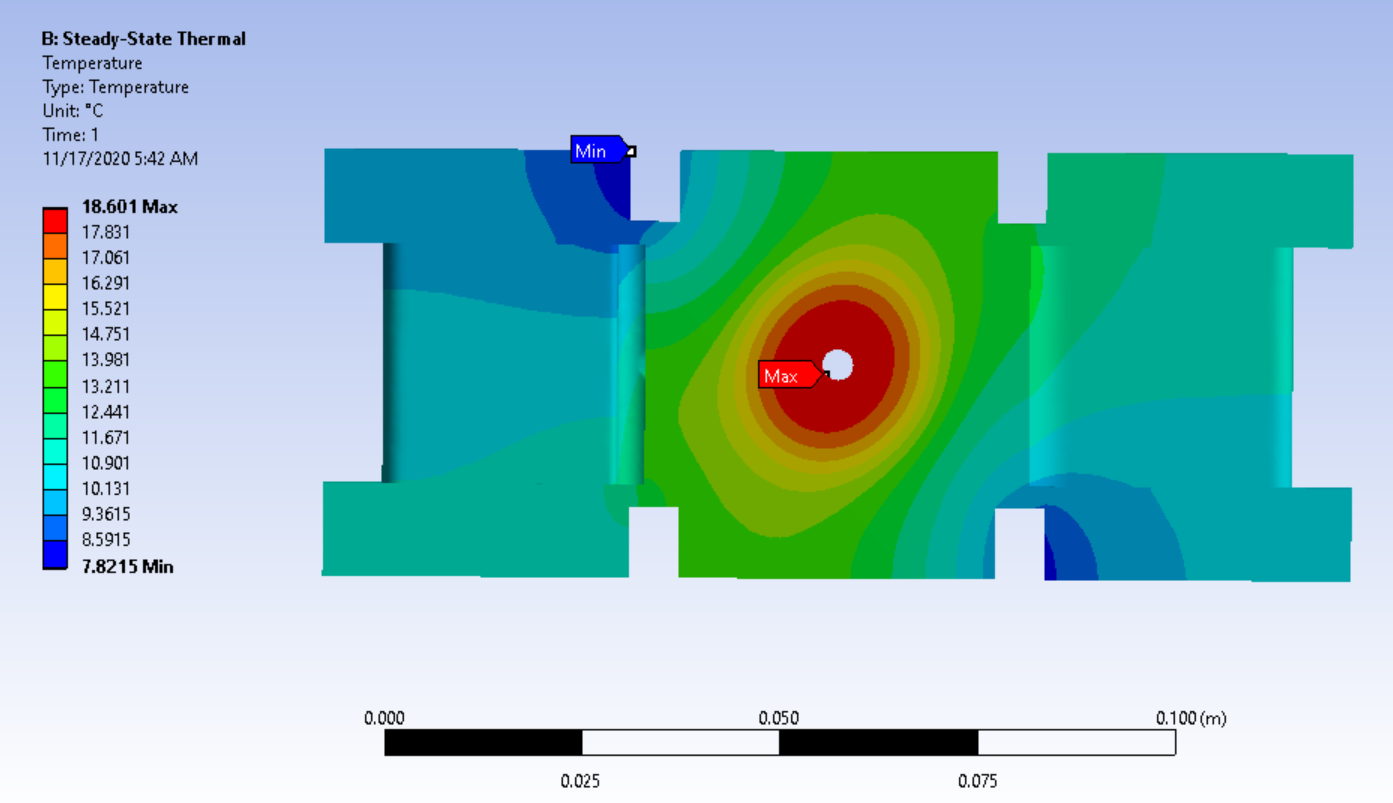 B: Steady-State Thermal
Temperature
Type: Temperature
Unit: °C
Time: 1
11/17/2020 5:42 AM
18.601 Max
17.831
17.061
16.291
15.521
14.751
13.981
13.211
12.441
11.671
10.901
10.131
9.3615
8.5915
7.8215 Min
Min
Max
0.000 0.050 0.100 (m)
0.025 0.075